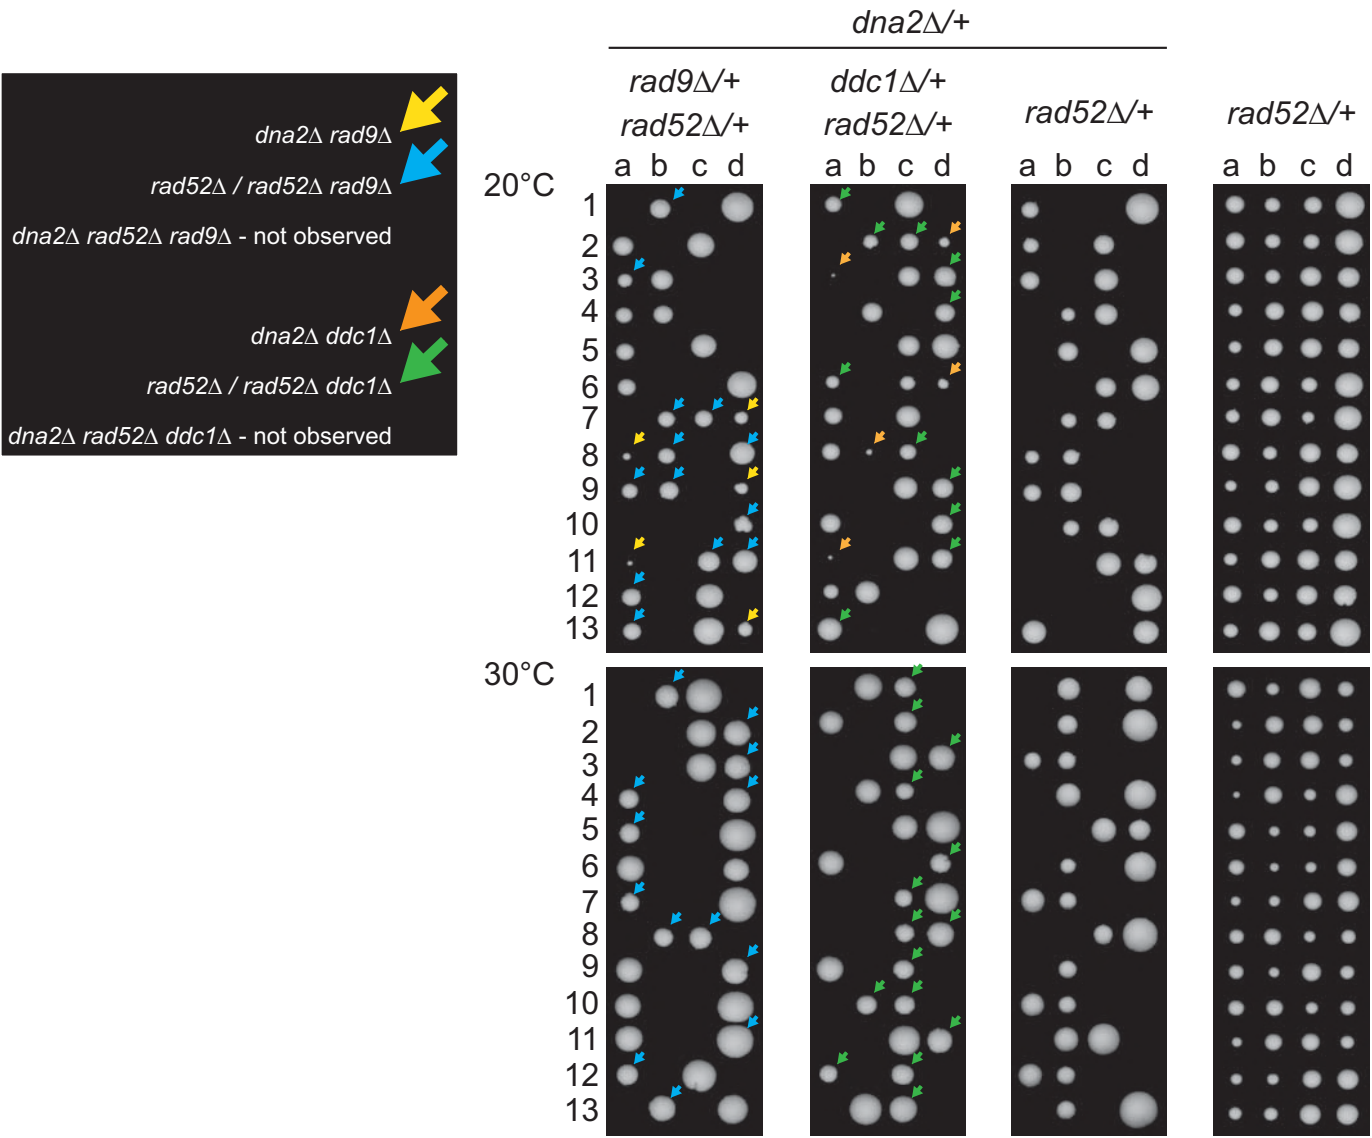 dna2Δ/+
rad9Δ/+
rad52Δ/+
ddc1Δ/+
rad52Δ/+
rad52Δ/+
rad52Δ/+
a b c d
a b c d
a b c d
a b c d
dna2Δ rad9Δ
rad52Δ / rad52Δ rad9Δ
dna2Δ rad52Δ rad9Δ - not observed
dna2Δ ddc1Δ
rad52Δ / rad52Δ ddc1Δ
dna2Δ rad52Δ ddc1Δ - not observed
20°C
1
2
3
4
5
6
7
8
9
10
11
12
13
30°C
1
2
3
4
5
6
7
8
9
10
11
12
13